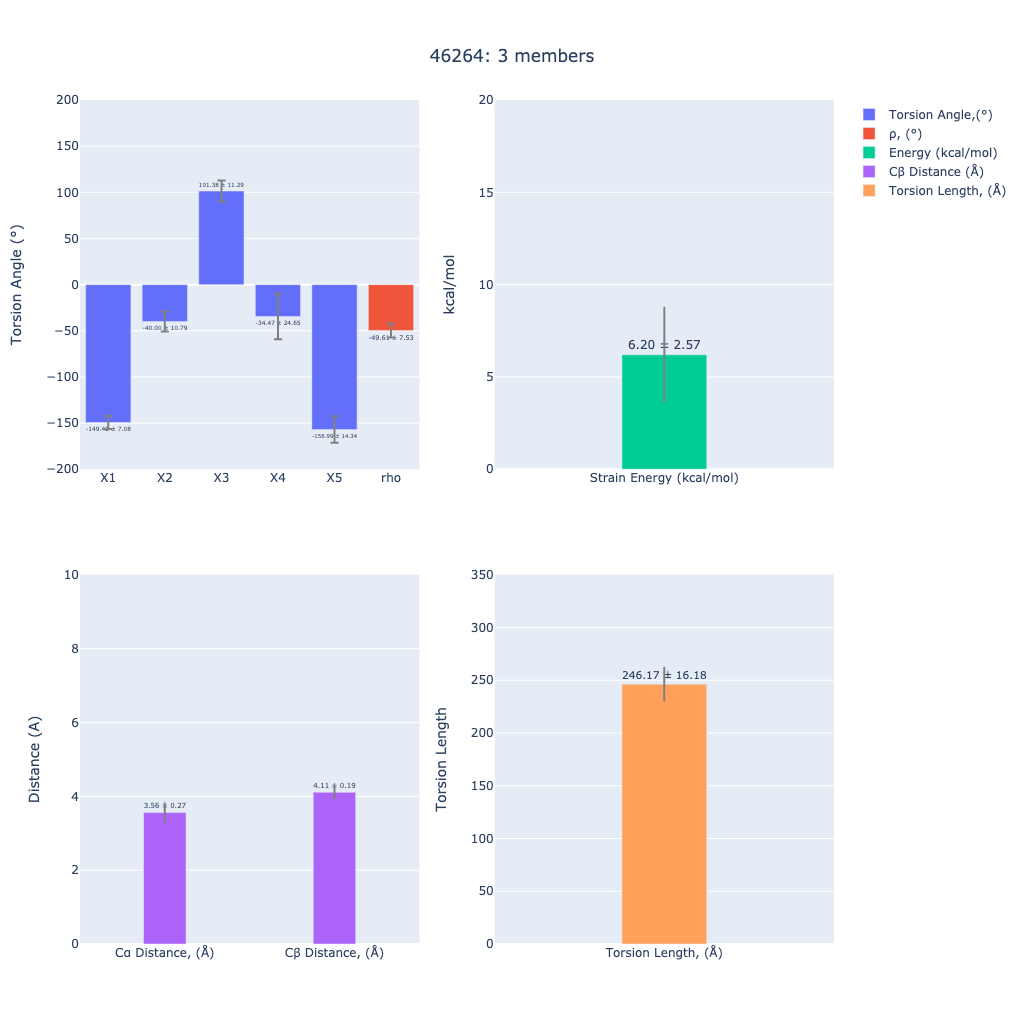 46264: 3 members
Torsion Angle (°)
200
150
100
50
0
−50
−100
−150
−200
101.38 ± 11.29
-40.00 ± 10.79
-34.47 ± 24.65
-49.61 ± 7.53
± 7.08
-156.99 ± 14.34
X1 X2 X3 X4 X5 rho
kcal/mol
20
15
10
5
0
6.20 ± 2.57
Strain Energy (kcal/mol)
Torsion Angle,(°)
ρ, (°)
Energy (kcal/mol)
Cβ Distance (Å)
Torsion Length, (Å)
Distance (A)
10
8
6
4
2
0
3.56 ± 0.27
4.11 ± 0.19
Cα Distance, (Å) Cβ Distance, (Å)
Torsion Length
350
300
250
200
150
100
50
0
246.17 ± 16.18
Torsion Length, (Å)